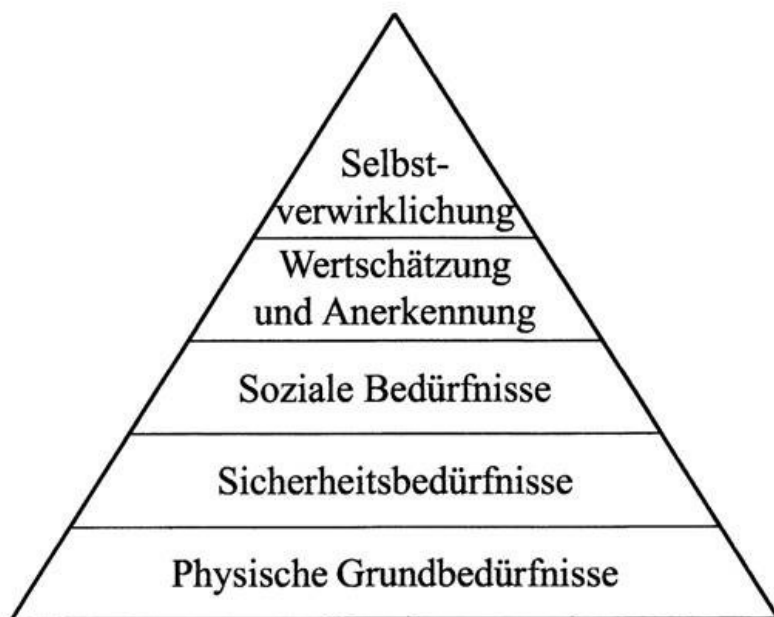 Selbst-
verwirklichung
Wertschätzung
und Anerkennung
Soziale Bedürfnisse
Sicherheitsbedürfnisse
Physische Grundbedürfnisse